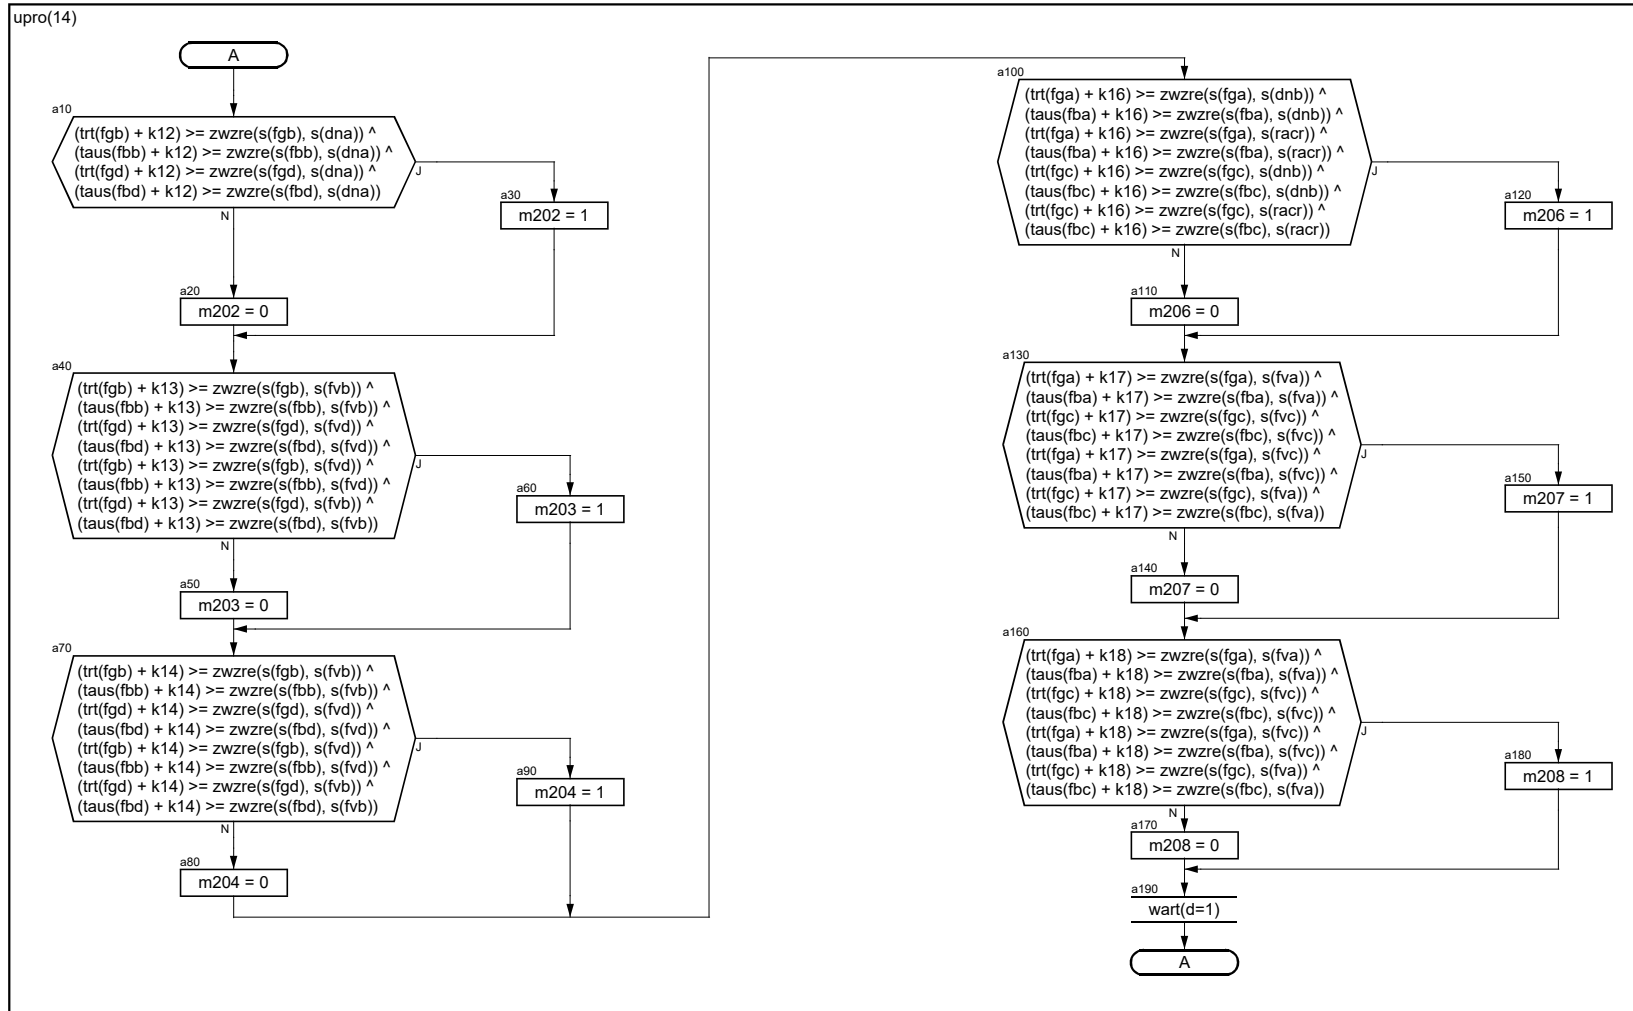 upro(14)
A
a10
(trt(fgb) + k12) >= zwzre(s(fgb), s(dna)) ^
(taus(fbb) + k12) >= zwzre(s(fbb), s(dna)) ^
(trt(fgd) + k12) >= zwzre(s(fgd), s(dna)) ^
(taus(fbd) + k12) >= zwzre(s(fbd), s(dna))
J
N
a30
m202 = 1
a20
m202 = 0
a40
(trt(fgb) + k13) >= zwzre(s(fgb), s(fvb)) ^
(taus(fbb) + k13) >= zwzre(s(fbb), s(fvb)) ^
(trt(fgd) + k13) >= zwzre(s(fgd), s(fvd)) ^
(taus(fbd) + k13) >= zwzre(s(fbd), s(fvd)) ^
(trt(fgb) + k13) >= zwzre(s(fgb), s(fvd)) ^
(taus(fbb) + k13) >= zwzre(s(fbb), s(fvd)) ^
(trt(fgd) + k13) >= zwzre(s(fgd), s(fvb)) ^
(taus(fbd) + k13) >= zwzre(s(fbd), s(fvb))
J
N
a60
m203 = 1
a50
m203 = 0
a70
(trt(fgb) + k14) >= zwzre(s(fgb), s(fvb)) ^
(taus(fbb) + k14) >= zwzre(s(fbb), s(fvb)) ^
(trt(fgd) + k14) >= zwzre(s(fgd), s(fvd)) ^
(taus(fbd) + k14) >= zwzre(s(fbd), s(fvd)) ^
(trt(fgb) + k14) >= zwzre(s(fgb), s(fvd)) ^
(taus(fbb) + k14) >= zwzre(s(fbb), s(fvd)) ^
(trt(fgd) + k14) >= zwzre(s(fgd), s(fvb)) ^
(taus(fbd) + k14) >= zwzre(s(fbd), s(fvb))
J
N
a90
m204 = 1
a80
m204 = 0
a100
(trt(fga) + k16) >= zwzre(s(fga), s(dnb)) ^
(taus(fba) + k16) >= zwzre(s(fba), s(dnb)) ^
(trt(fga) + k16) >= zwzre(s(fga), s(racr)) ^
(taus(fba) + k16) >= zwzre(s(fba), s(racr)) ^
(trt(fgc) + k16) >= zwzre(s(fgc), s(dnb)) ^
(taus(fbc) + k16) >= zwzre(s(fbc), s(dnb)) ^
(trt(fgc) + k16) >= zwzre(s(fgc), s(racr)) ^
(taus(fbc) + k16) >= zwzre(s(fbc), s(racr))
J
N
a120
m206 = 1
a110
m206 = 0
a130
(trt(fga) + k17) >= zwzre(s(fga), s(fva)) ^
(taus(fba) + k17) >= zwzre(s(fba), s(fva)) ^
(trt(fgc) + k17) >= zwzre(s(fgc), s(fvc)) ^
(taus(fbc) + k17) >= zwzre(s(fbc), s(fvc)) ^
(trt(fga) + k17) >= zwzre(s(fga), s(fvc)) ^
(taus(fba) + k17) >= zwzre(s(fba), s(fvc)) ^
(trt(fgc) + k17) >= zwzre(s(fgc), s(fva)) ^
(taus(fbc) + k17) >= zwzre(s(fbc), s(fva))
J
N
a150
m207 = 1
a140
m207 = 0
a160
(trt(fga) + k18) >= zwzre(s(fga), s(fva)) ^
(taus(fba) + k18) >= zwzre(s(fba), s(fva)) ^
(trt(fgc) + k18) >= zwzre(s(fgc), s(fvc)) ^
(taus(fbc) + k18) >= zwzre(s(fbc), s(fvc)) ^
(trt(fga) + k18) >= zwzre(s(fga), s(fvc)) ^
(taus(fba) + k18) >= zwzre(s(fba), s(fvc)) ^
(trt(fgc) + k18) >= zwzre(s(fgc), s(fva)) ^
(taus(fbc) + k18) >= zwzre(s(fbc), s(fva))
J
N
a180
m208 = 1
a170
m208 = 0
a190
wart(d=1)
A